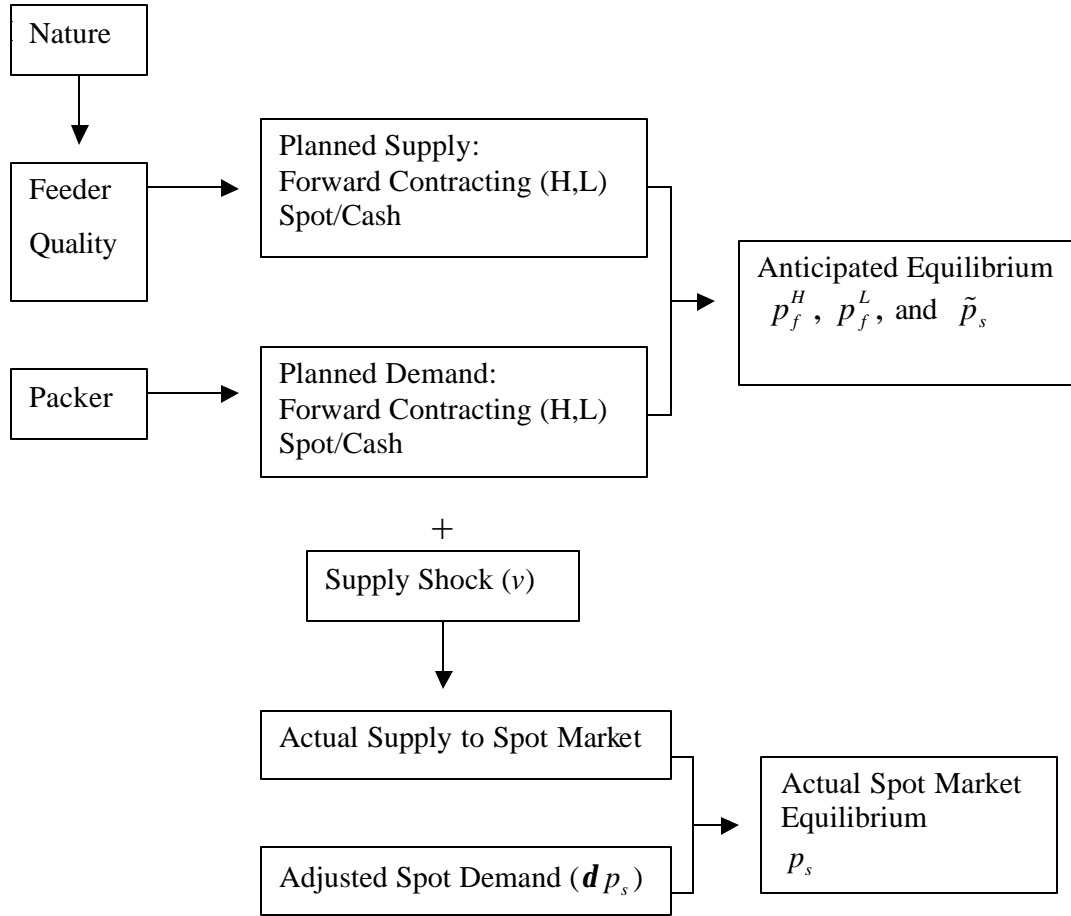 Nature
Feeder
Quality
Planned Supply:
Forward Contracting (H,L)
Spot/Cash
Anticipated Equilibrium
p_f^H , p_f^L, and p̃_s
Packer
Planned Demand:
Forward Contracting (H,L)
Spot/Cash
+
Supply Shock (v)
Actual Supply to Spot Market
Actual Spot Market
Equilibrium
p_s
Adjusted Spot Demand (d p_s)